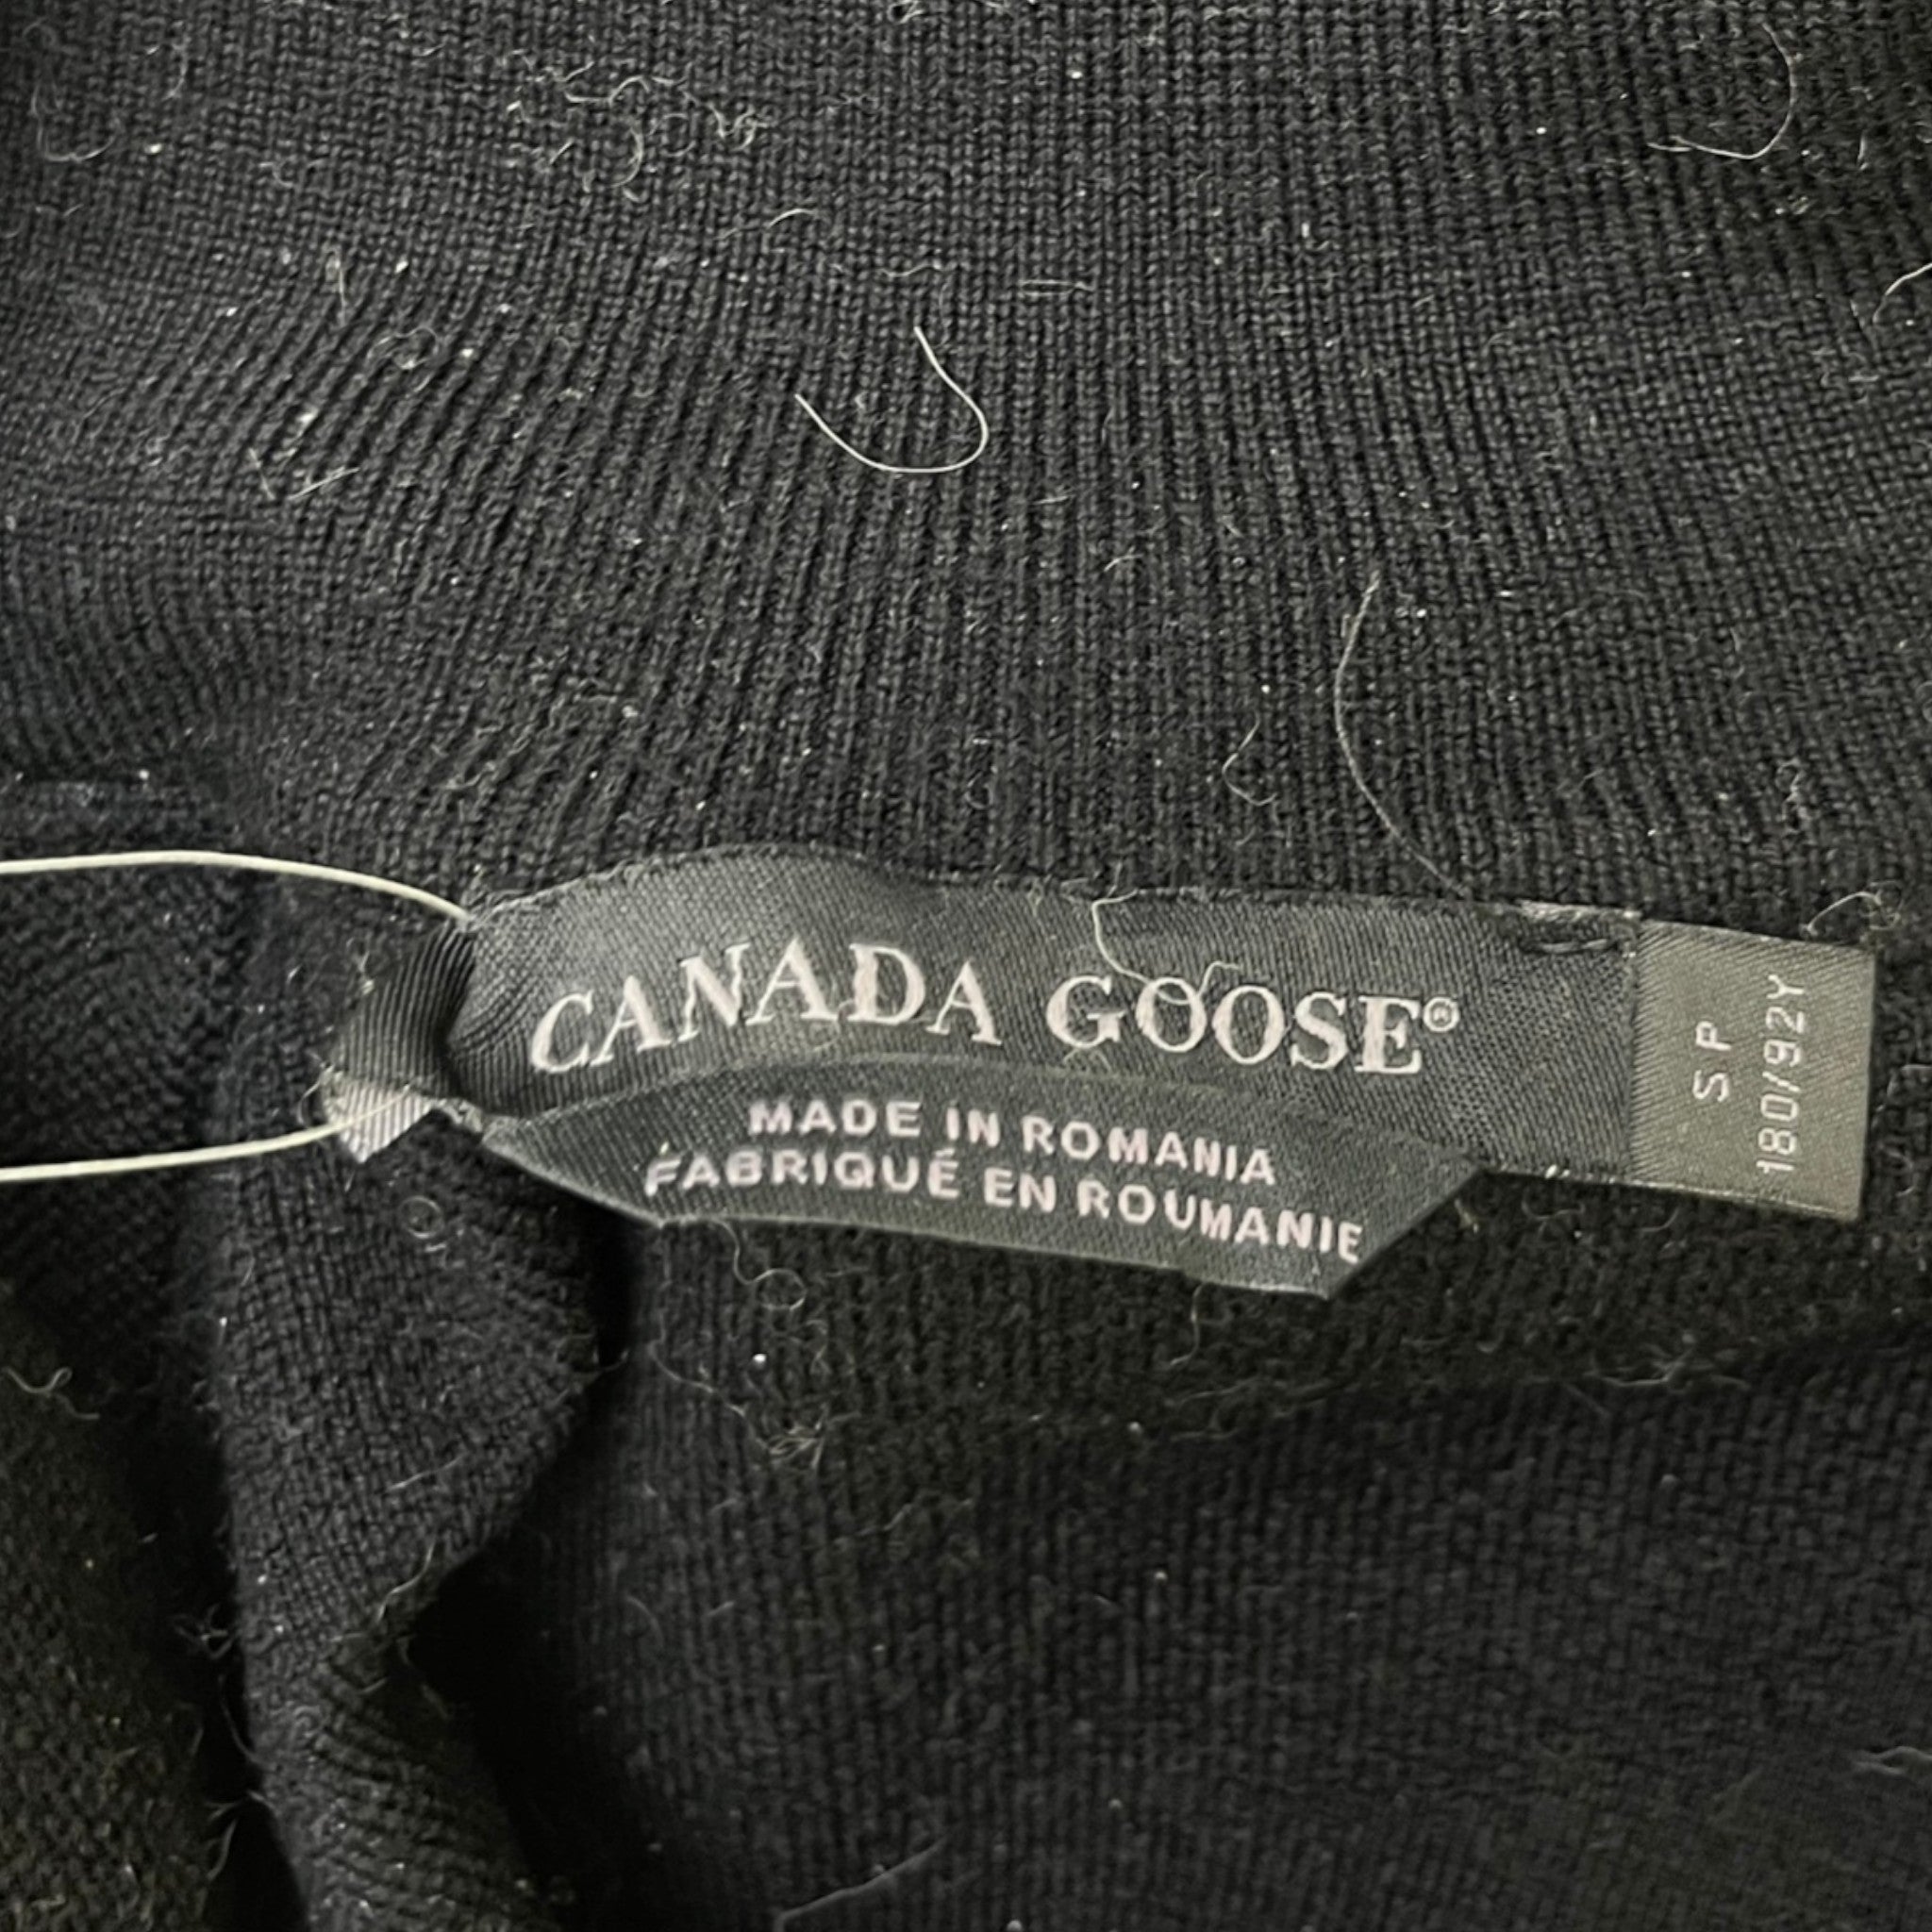 CANADA GOOSE®
MADE IN ROMANIA
FABRIQUÉ EN ROUMANIE
S P
180/92Y